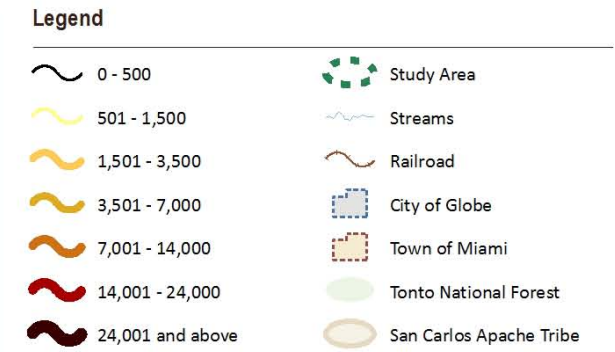 Legend
0 - 500
501 - 1,500
1,501 - 3,500
3,501 - 7,000
7,001 - 14,000
14,001 - 24,000
24,001 and above
Study Area
Streams
Railroad
City of Globe
Town of Miami
Tonto National Forest
San Carlos Apache Tribe